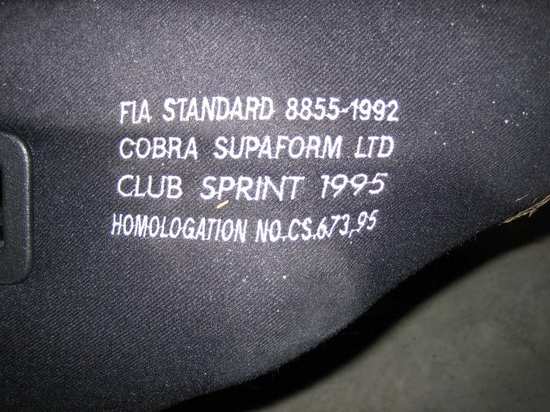 FIA STANDARD 8855-1992
COBRA SUPAFORM LTD
CLUB SPRINT 1995
HOMOLOGATION NO.CS.673,95